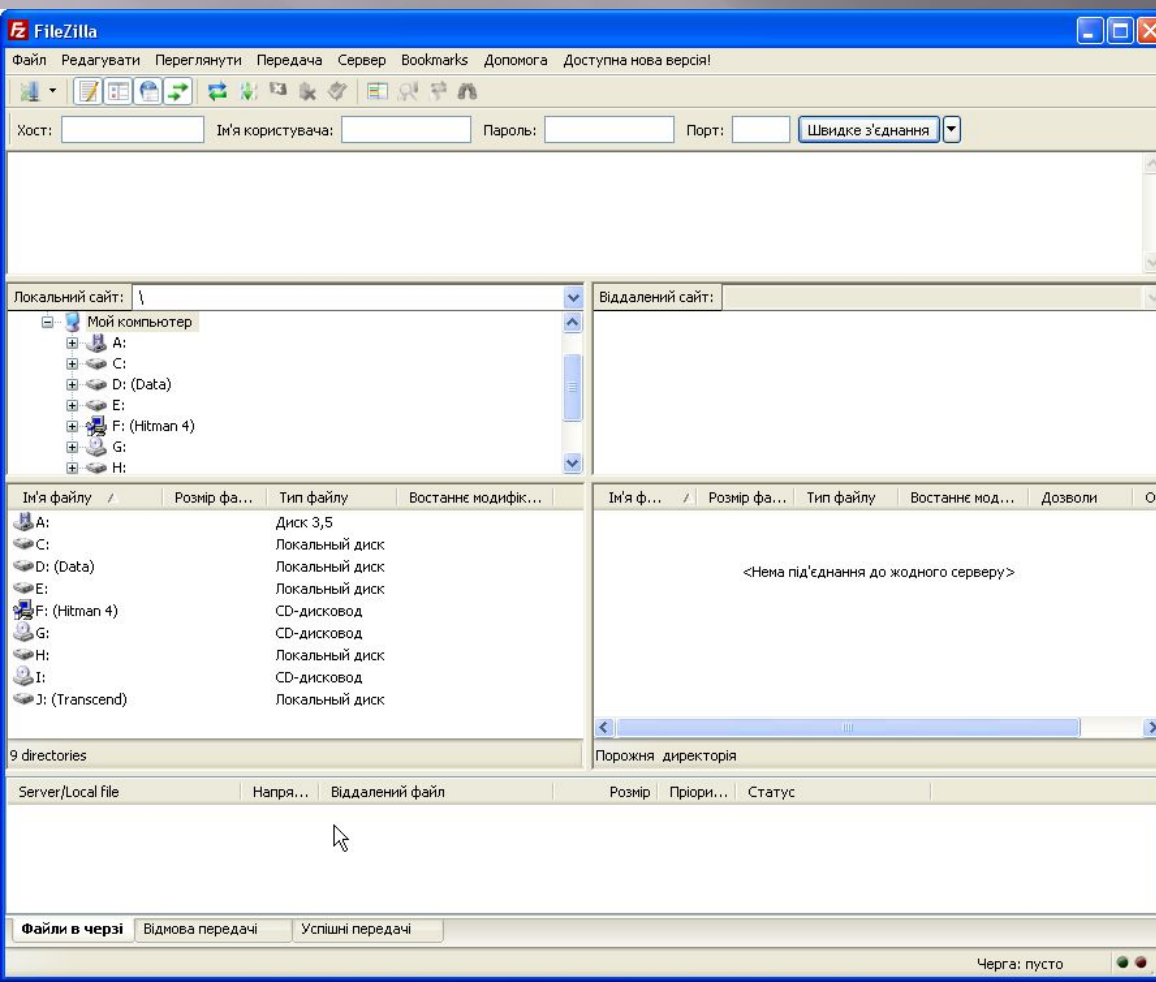 FileZilla
Файл Редагувати Переглянути Передача Сервер Bookmarks Допомога Доступна нова версія!
Хост: Ім'я користувача: Пароль: Порт: Швидке з'єднання
Локальний сайт: \
Віддалений сайт:
Мой компьютер
A:
C:
D: (Data)
E:
F: (Hitman 4)
G:
H:
Ім'я файлу Розмір фа... Тип файлу Востаннє модифік...
A: Диск 3,5
C: Локальный диск
D: (Data) Локальный диск
E: Локальный диск
F: (Hitman 4) CD-дисковод
G: CD-дисковод
H: Локальный диск
I: CD-дисковод
J: (Transcend) Локальный диск
9 directories
Ім'я ф... Розмір фа... Тип файлу Востаннє мод... Дозволи
<Нема під'єднання до жодного серверу>
Порожня директорія
Server/Local file Напря... Віддалений файл Розмір Пріори... Статус
Файли в черзі Відмова передачі Успішні передачі
Черга: пусто